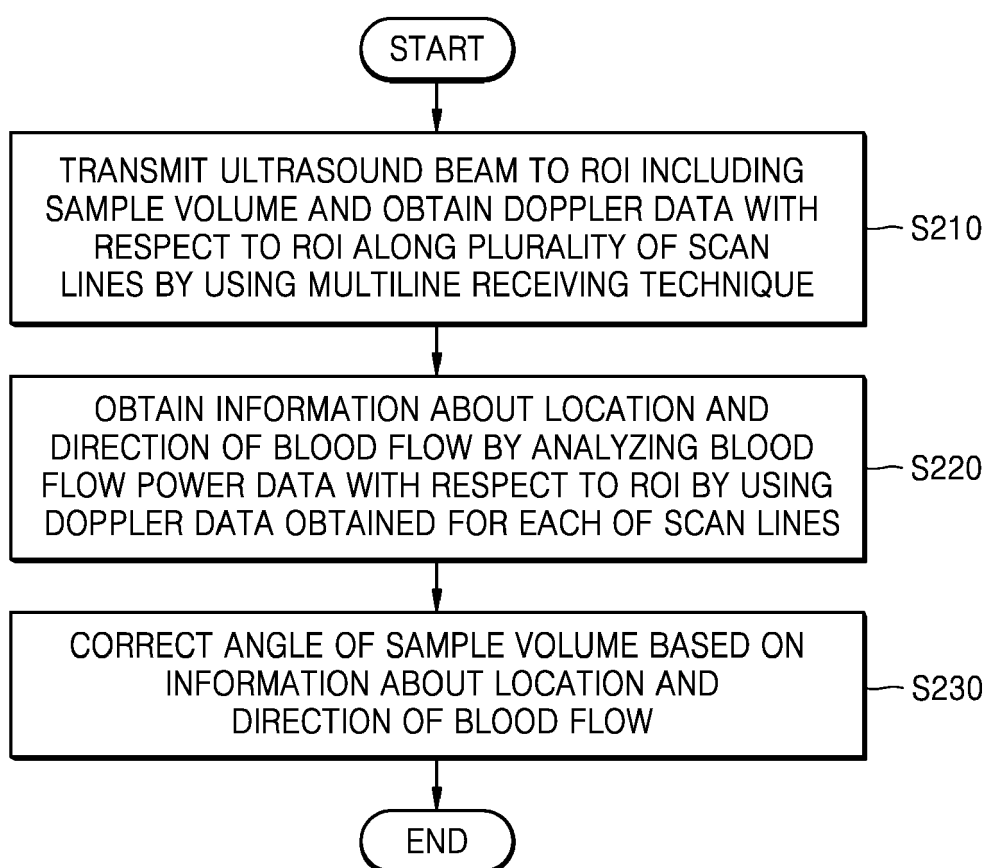 START
TRANSMIT ULTRASOUND BEAM TO ROI INCLUDING
SAMPLE VOLUME AND OBTAIN DOPPLER DATA WITH
RESPECT TO ROI ALONG PLURALITY OF SCAN
LINES BY USING MULTILINE RECEIVING TECHNIQUE
S210
OBTAIN INFORMATION ABOUT LOCATION AND
DIRECTION OF BLOOD FLOW BY ANALYZING BLOOD
FLOW POWER DATA WITH RESPECT TO ROI BY USING
DOPPLER DATA OBTAINED FOR EACH OF SCAN LINES
S220
CORRECT ANGLE OF SAMPLE VOLUME BASED ON
INFORMATION ABOUT LOCATION AND
DIRECTION OF BLOOD FLOW
S230
END